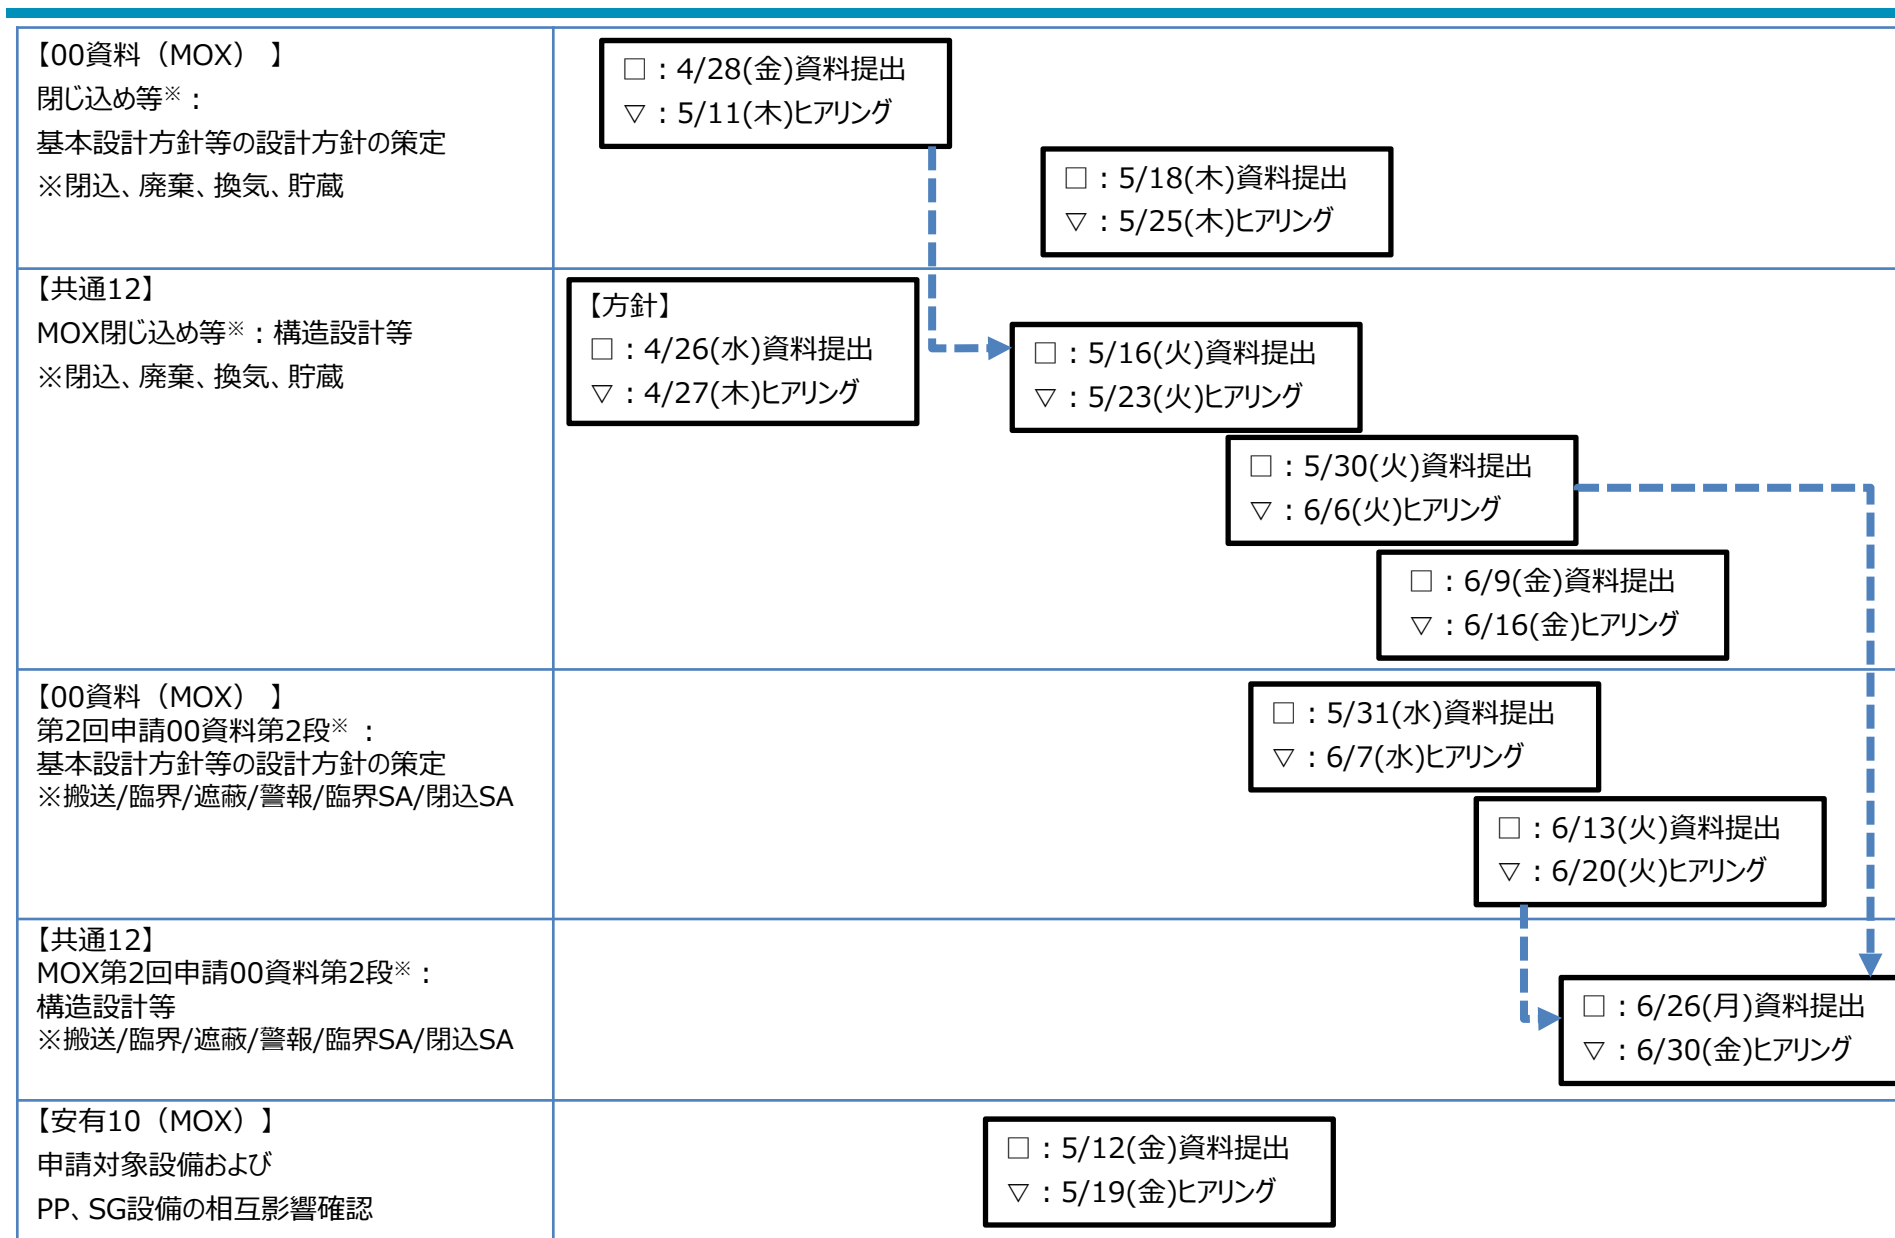 【00資料（MOX） 】
閉じ込め等※：
基本設計方針等の設計方針の策定
※閉込、廃棄、換気、貯蔵
□：4/28(金)資料提出
▽：5/11(木)ヒアリング
□：5/18(木)資料提出
▽：5/25(木)ヒアリング
【共通12】
MOX閉じ込め等※：構造設計等
※閉込、廃棄、換気、貯蔵
【方針】
□：4/26(水)資料提出
▽：4/27(木)ヒアリング
□：5/16(火)資料提出
▽：5/23(火)ヒアリング
□：5/30(火)資料提出
▽：6/6(火)ヒアリング
□：6/9(金)資料提出
▽：6/16(金)ヒアリング
【00資料（MOX） 】
第2回申請00資料第2段※：
基本設計方針等の設計方針の策定
※搬送/臨界/遮蔽/警報/臨界SA/閉込SA
□：5/31(水)資料提出
▽：6/7(水)ヒアリング
□：6/13(火)資料提出
▽：6/20(火)ヒアリング
【共通12】
MOX第2回申請00資料第2段※：
構造設計等
※搬送/臨界/遮蔽/警報/臨界SA/閉込SA
□：6/26(月)資料提出
▽：6/30(金)ヒアリング
【安有10（MOX）】
申請対象設備および
PP、SG設備の相互影響確認
□：5/12(金)資料提出
▽：5/19(金)ヒアリング